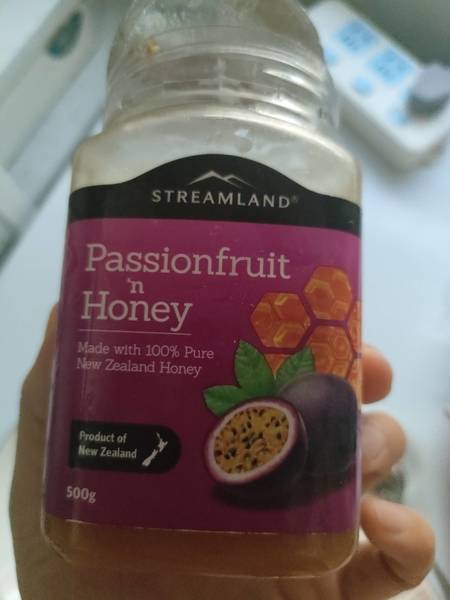 STREAMLAND®
Passionfruit
'n
Honey
Made with 100% Pure
New Zealand Honey
Product of
New Zealand
500g